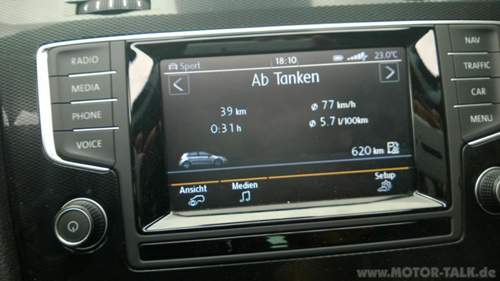 RADIO
MEDIA
PHONE
VOICE
Sport 18:10 23.0°C
Ab Tanken
39 km ø 77 km/h
0:31 h ø 5.7 l/100km
620 km
Ansicht Medien Setup
NAV
TRAFFIC
CAR
MENU
www.MOTOR-TALK.de